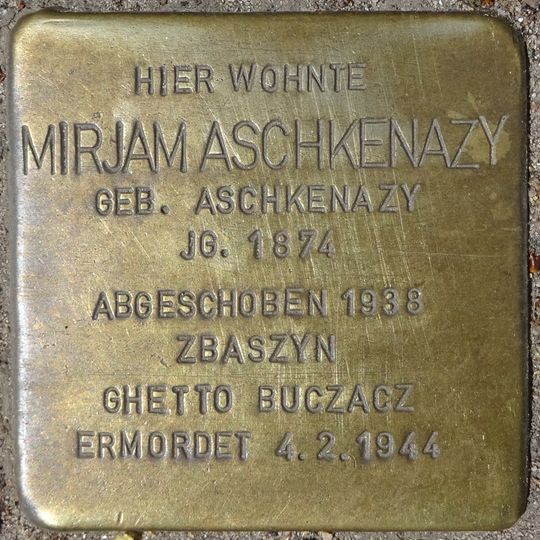 HIER WOHNTE
MIRJAM ASCHKENAZY
GEB. ASCHKENAZY
JG. 1874
ABGESCHOBEN 1938
ZBASZYN
GHETTO BUCZACZ
ERMORDET 4.2.1944